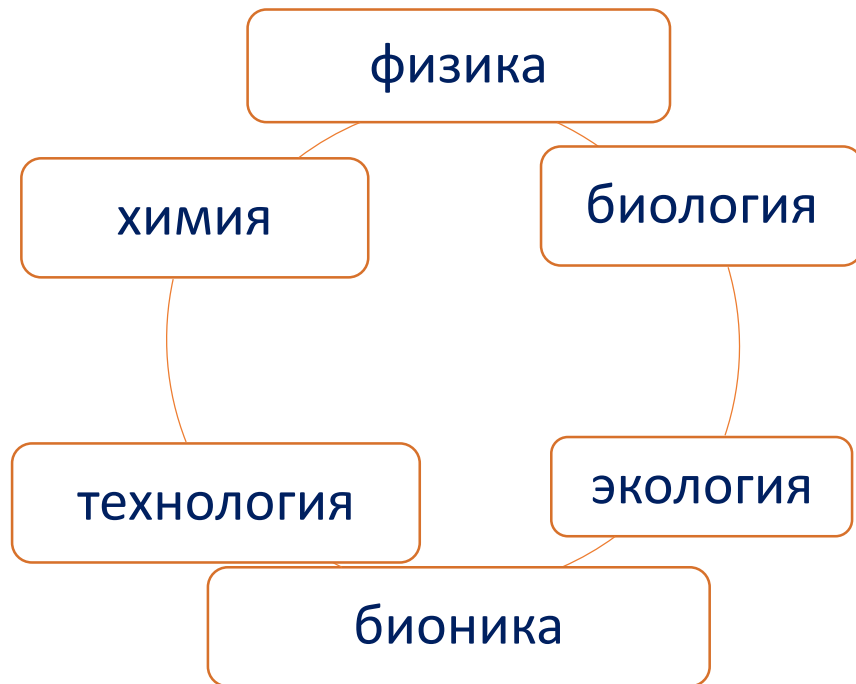 физика
химия
биология
технология
экология
бионика